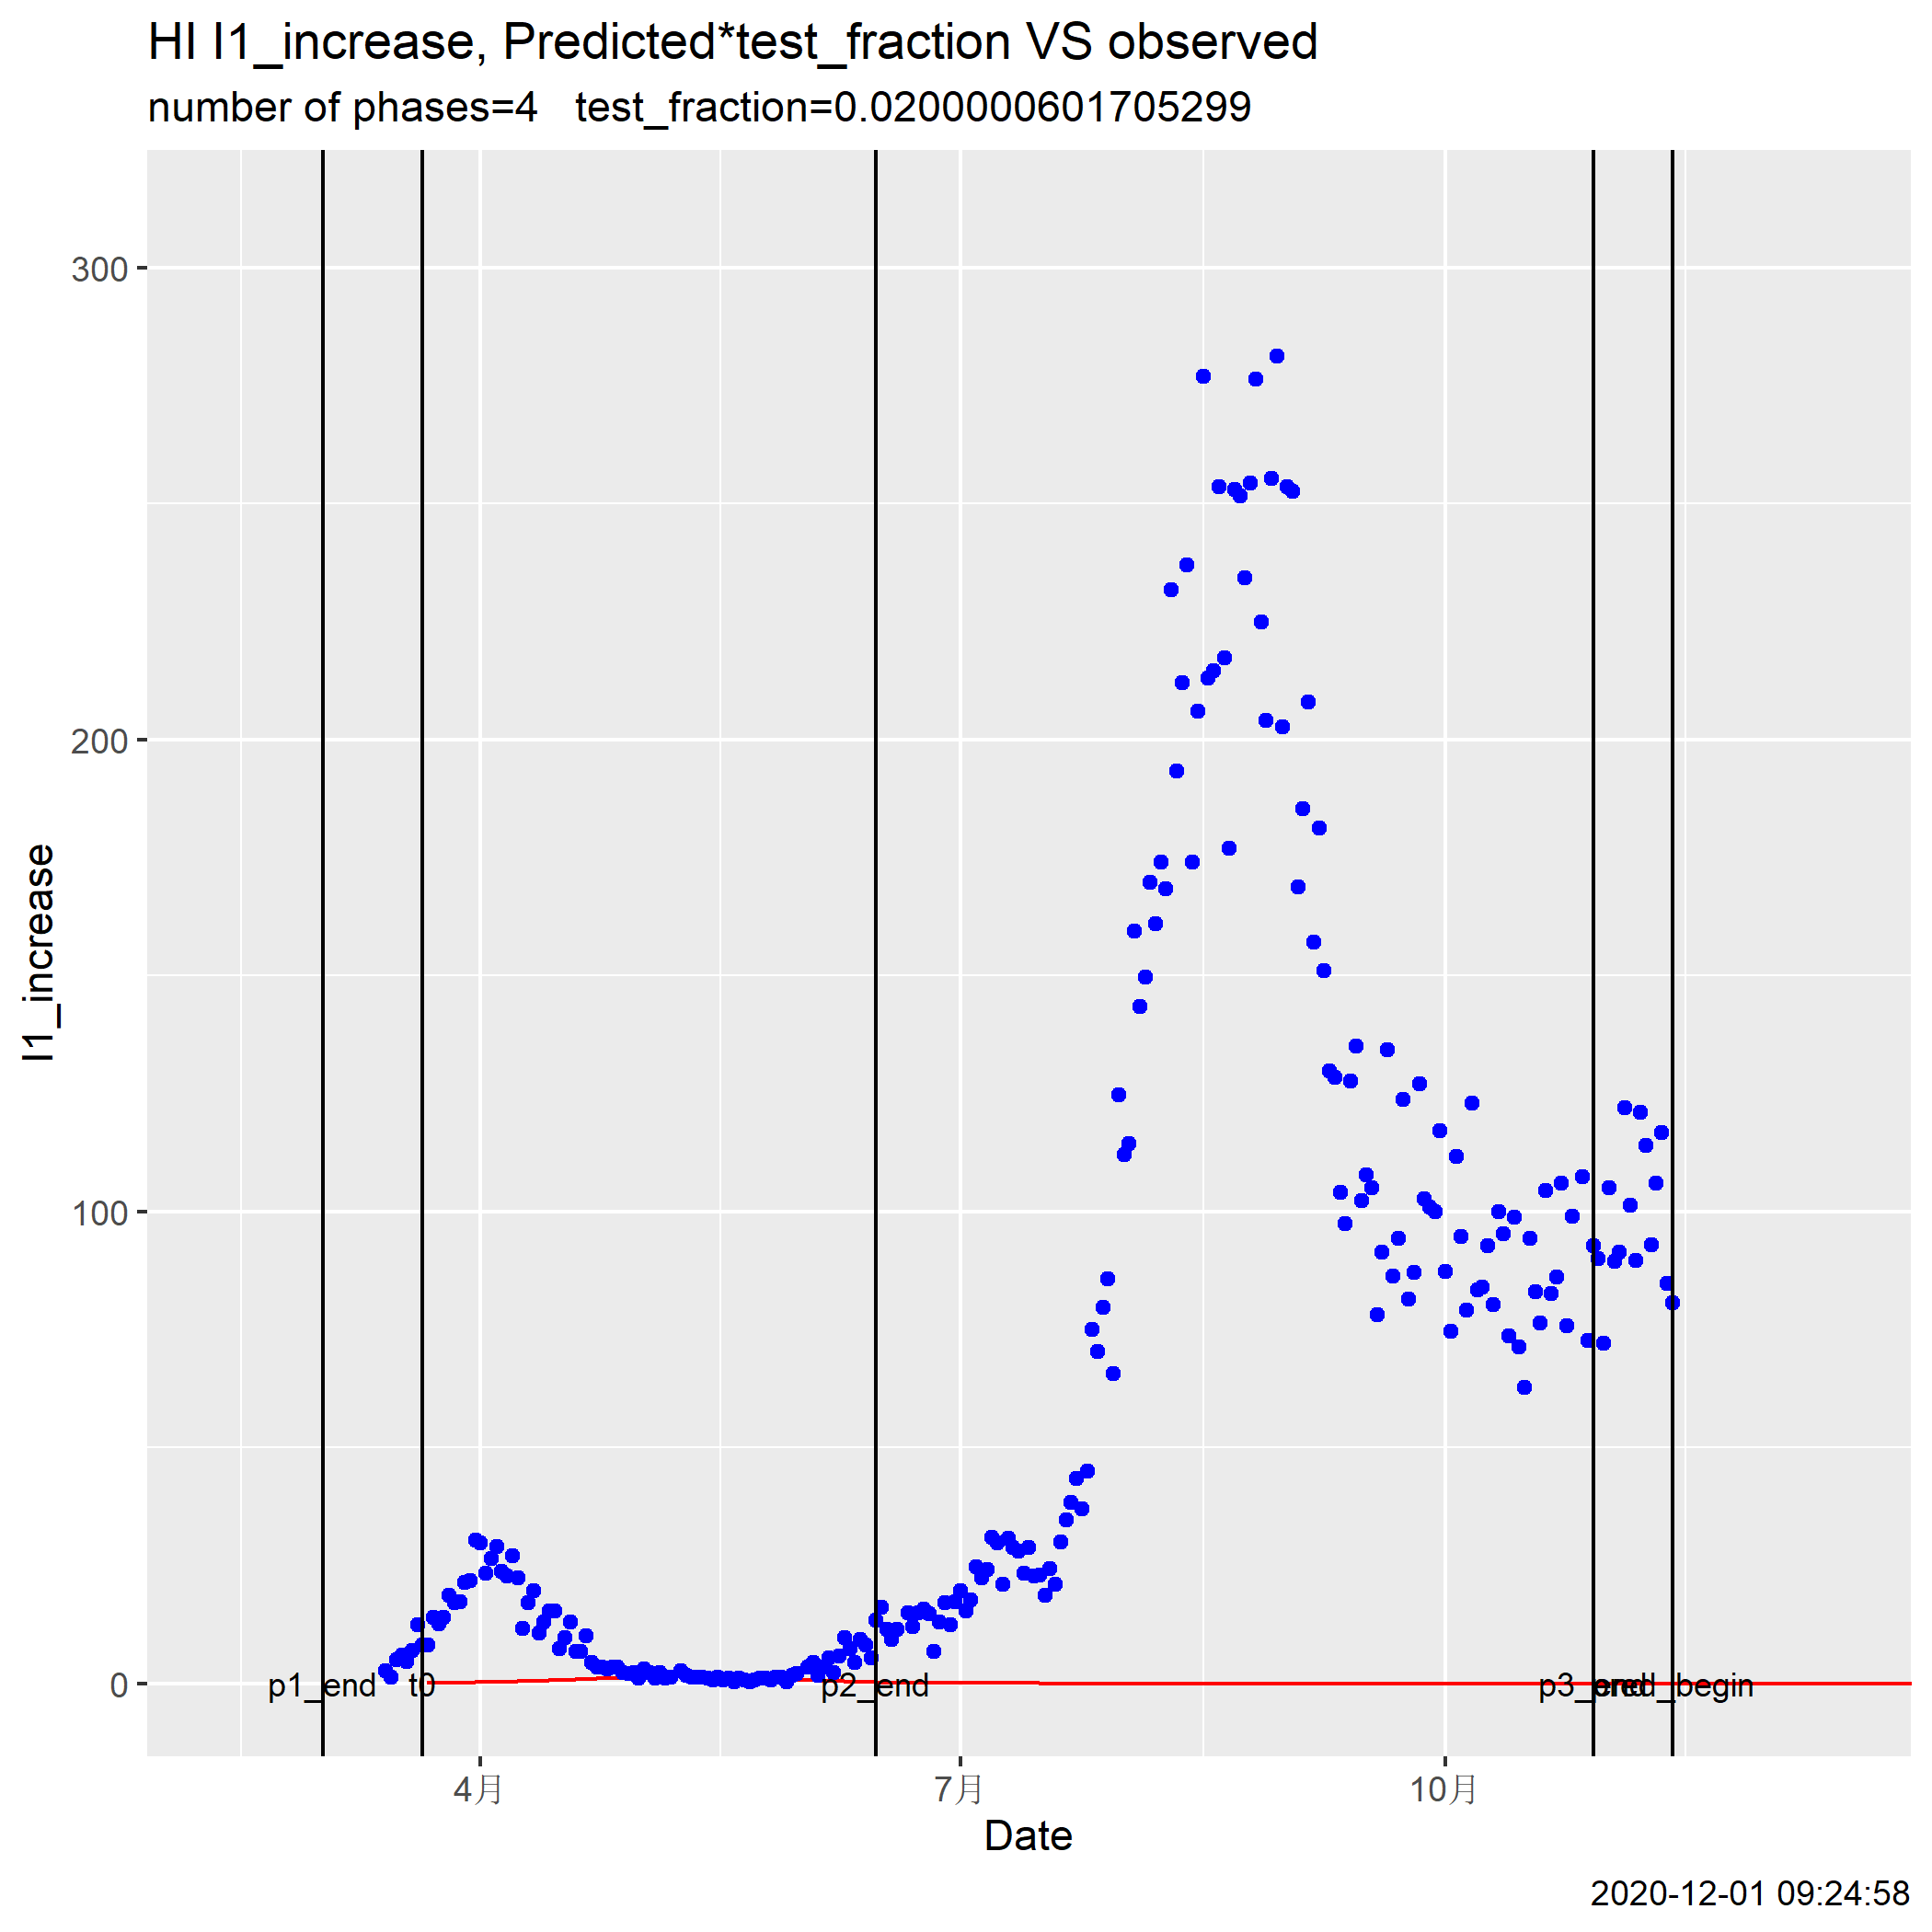 HI I1_increase, Predicted*test_fraction VS observed
number of phases=4   test_fraction=0.0200000601705299
300
200
100
0
I1_increase
p1_end
t0
p2_end
p3_end
pred_begin
4月
7月
10月
Date
2020-12-01 09:24:58